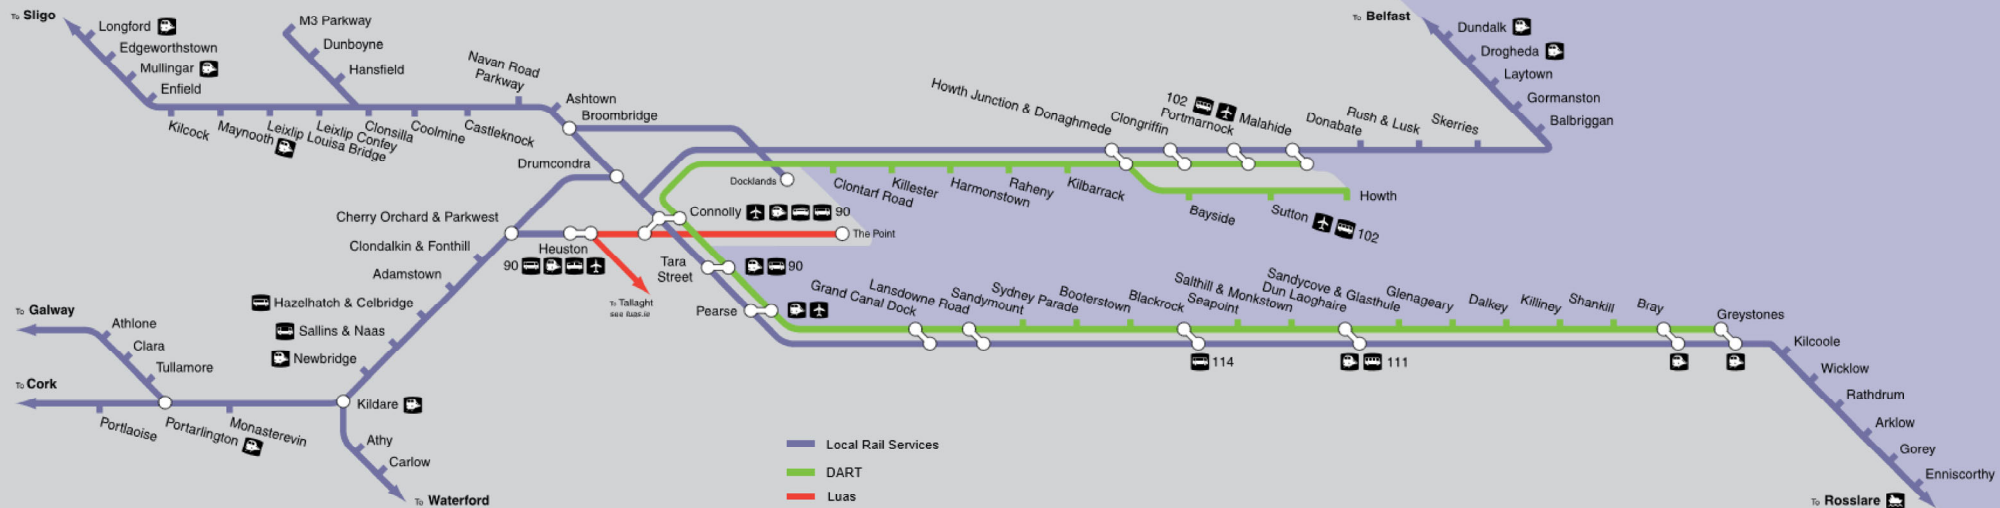 To Sligo
Longford
Edgeworthstown
Mullingar
Enfield
M3 Parkway
Dunboyne
Hansfield
Navan Road
Parkway
Ashtown
Broombridge
Kilcock
Maynooth
Leixlip
Louisa Bridge
Leixlip
Confey
Clonsilla
Coolmine
Castleknock
Drumcondra
Docklands
Cherry Orchard & Parkwest
Clondalkin & Fonthill
Adamstown
Hazelhatch & Celbridge
Sallins & Naas
Newbridge
Heuston
90
Connolly
90
The Point
To Tallaght
see luas.ie
Tara
Street
90
Pearse
To Belfast
Dundalk
Drogheda
Laytown
Gormanston
Balbriggan
Howth Junction & Donaghmede
Clongriffin
102
Portmarnock
Malahide
Donabate
Rush & Lusk
Skerries
Clontarf Road
Killester
Harmonstown
Raheny
Kilbarrack
Howth
Bayside
Sutton
102
Grand Canal Dock
Lansdowne Road
Sandymount
Sydney Parade
Booterstown
Blackrock
Seapoint
Salthill & Monkstown
Dun Laoghaire
Sandycove & Glasthule
Glenageary
Dalkey
Killiney
Shankill
Bray
Greystones
114
111
Kilcoole
Wicklow
Rathdrum
Arklow
Gorey
Enniscorthy
To Rosslare
To Galway
Athlone
Clara
Tullamore
To Cork
Portlaoise
Portarlington
Monasterevin
Kildare
Athy
Carlow
To Waterford
Local Rail Services
DART
Luas